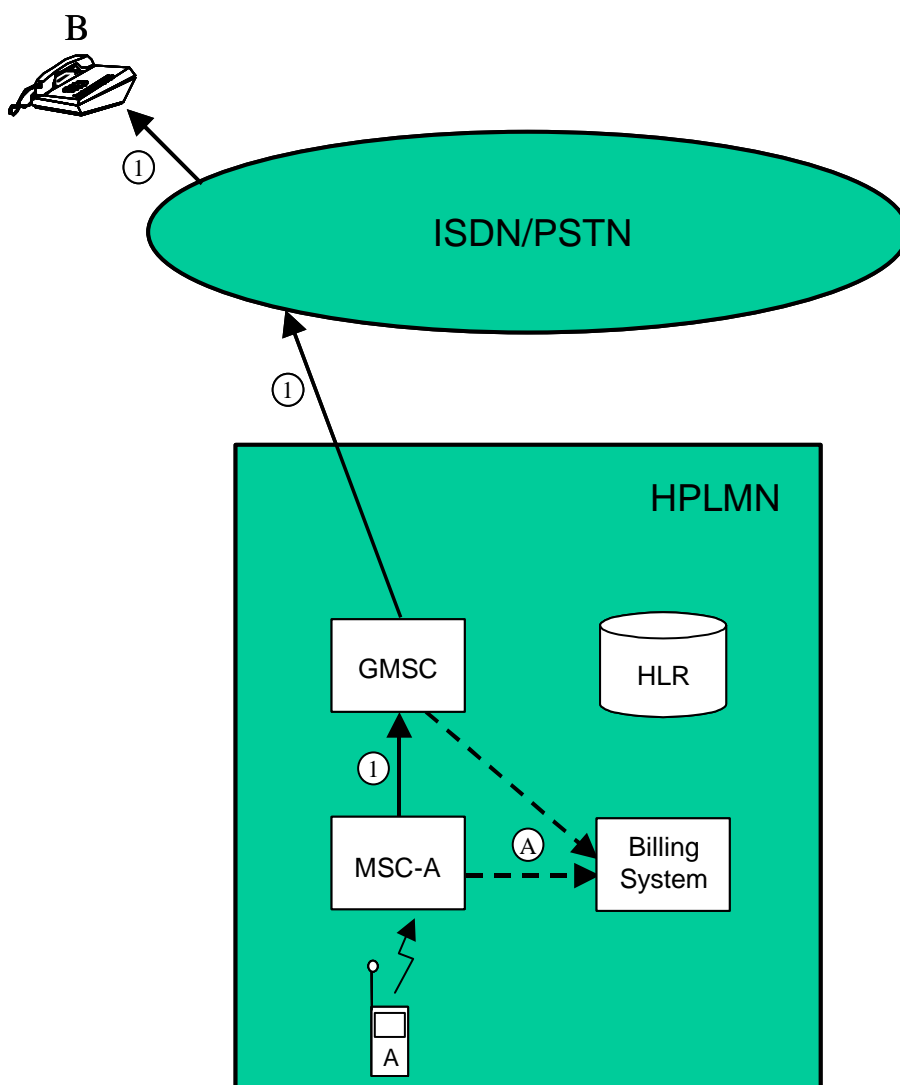 B
1
ISDN/PSTN
1
HPLMN
GMSC
HLR
1
A
MSC-A
Billing
System
A